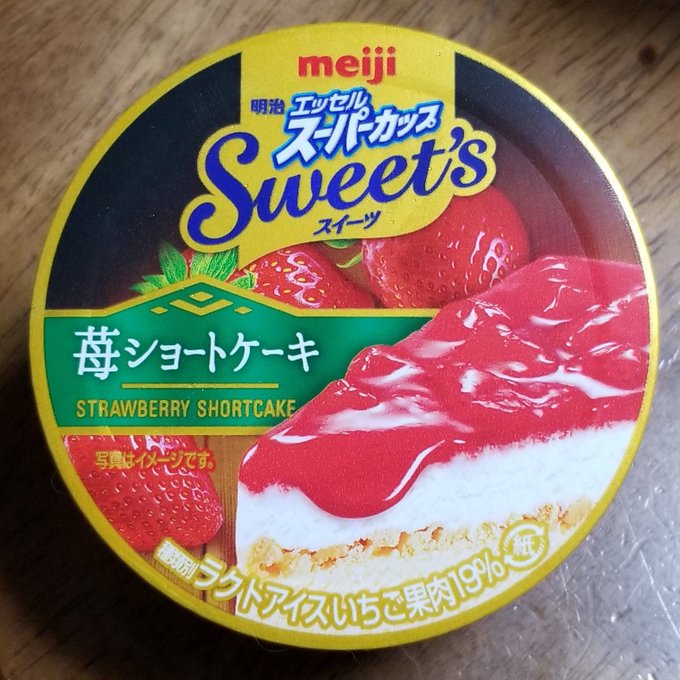 meiji
明治 エッセル
スーパーカップ
Sweet's
スイーツ
苺ショートケーキ
STRAWBERRY SHORTCAKE
写真はイメージです。
種類別 ラクトアイス いちご果肉19% 紙